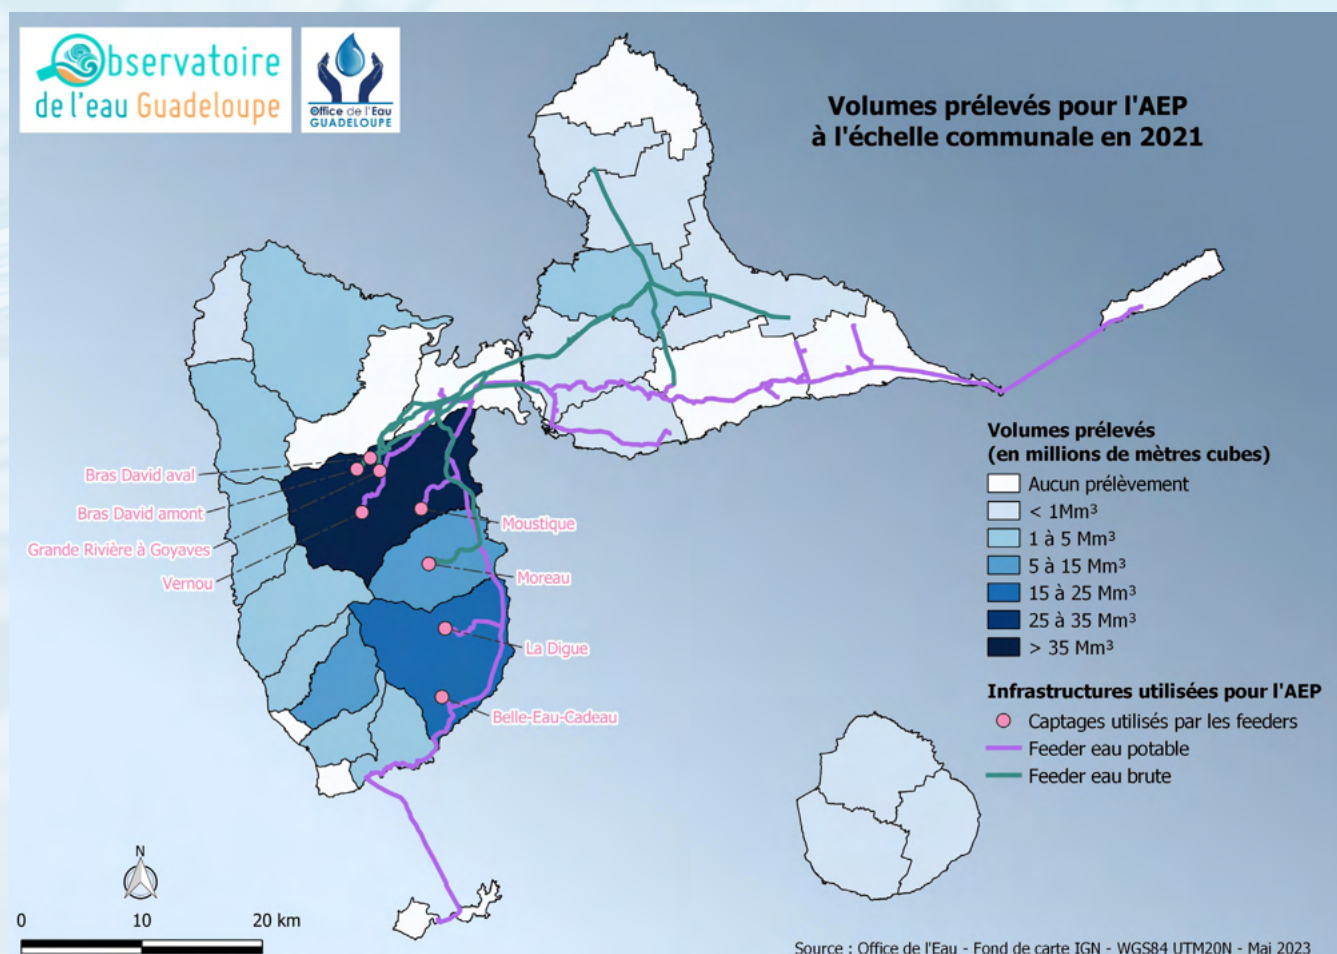 Observatoire
de l'eau Guadeloupe
Office de l'Eau
GUADELOUPE
Volumes prélevés pour l'AEP
à l'échelle communale en 2021
Bras David aval
Bras David amont
Grande Rivière à Goyaves
Vernou
Moustique
Moreau
La Digue
Belle-Eau-Cadeau
Volumes prélevés
(en millions de mètres cubes)
Aucun prélèvement
< 1Mm³
1 à 5 Mm³
5 à 15 Mm³
15 à 25 Mm³
25 à 35 Mm³
> 35 Mm³
Infrastructures utilisées pour l'AEP
Captages utilisés par les feeders
Feeder eau potable
Feeder eau brute
N
0 10 20 km
Source : Office de l'Eau - Fond de carte IGN - WGS84 UTM20N - Mai 2023